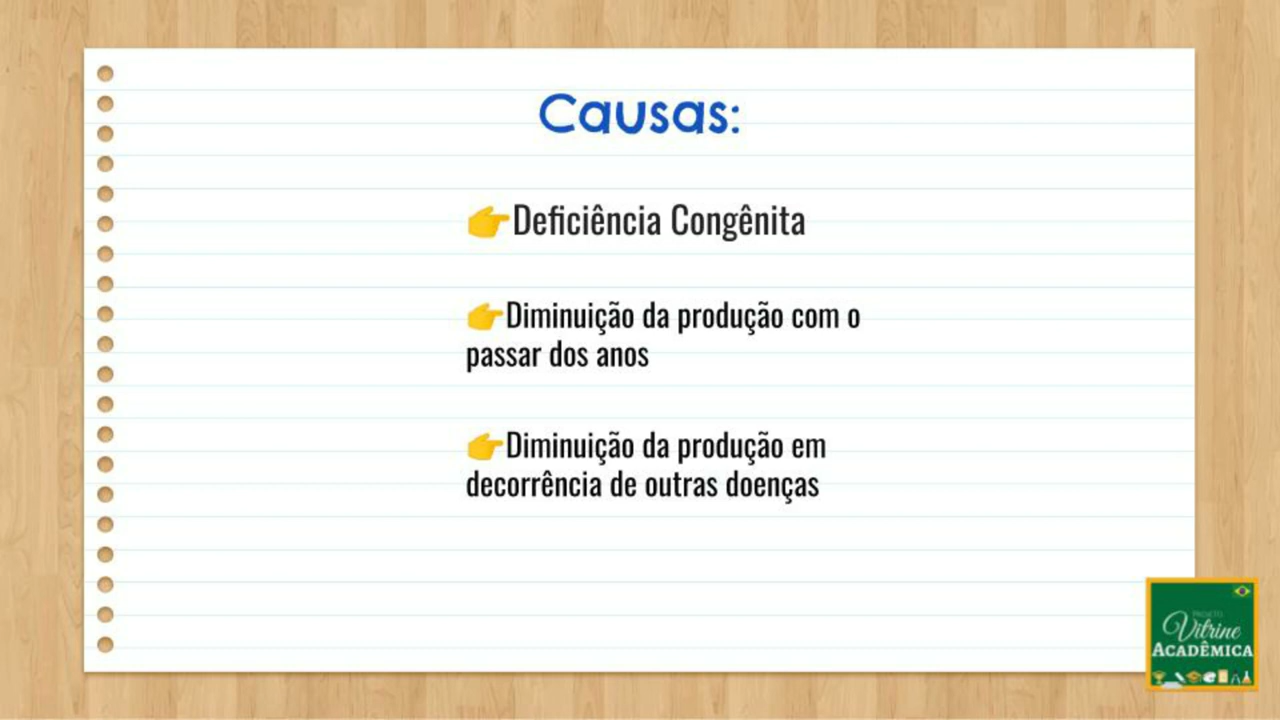 Causas:
👉Deficiência Congênita
👉Diminuição da produção com o
passar dos anos
👉Diminuição da produção em
decorrência de outras doenças
PROJETO
Vitrine
ACADÊMICA